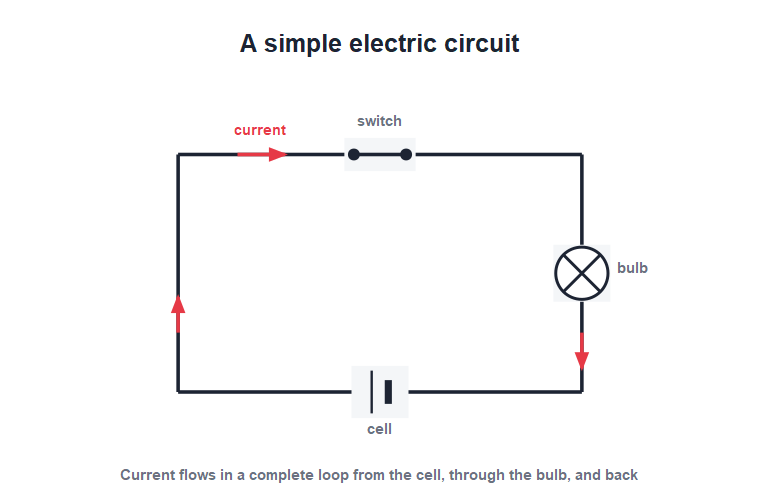 A simple electric circuit
switch
current
bulb
cell
Current flows in a complete loop from the cell, through the bulb, and back